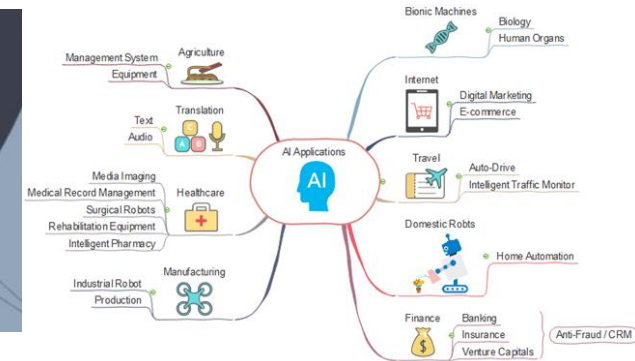 AI Applications
AI
Agriculture
Management System
Equipment
Translation
Text
Audio
C
A
B
Healthcare
Media Imaging
Medical Record Management
Surgical Robots
Rehabilitation Equipment
Intelligent Pharmacy
Manufacturing
Industrial Robot
Production
Bionic Machines
Biology
Human Organs
Internet
Digital Marketing
E-commerce
Travel
Auto-Drive
Intelligent Traffic Monitor
Domestic Robts
Home Automation
Finance
$
Banking
Insurance
Venture Capitals
Anti-Fraud / CRM